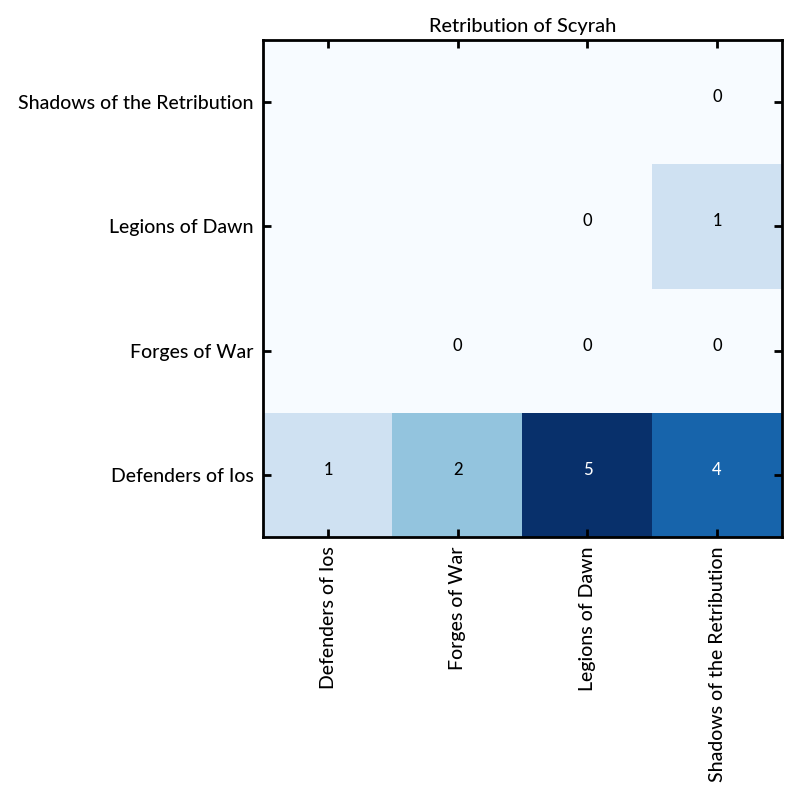 Retribution of Scyrah
Shadows of the Retribution 0
Legions of Dawn 0 1
Forges of War 0 0 0
Defenders of Ios 1 2 5 4
Defenders of Ios
Forges of War
Legions of Dawn
Shadows of the Retribution